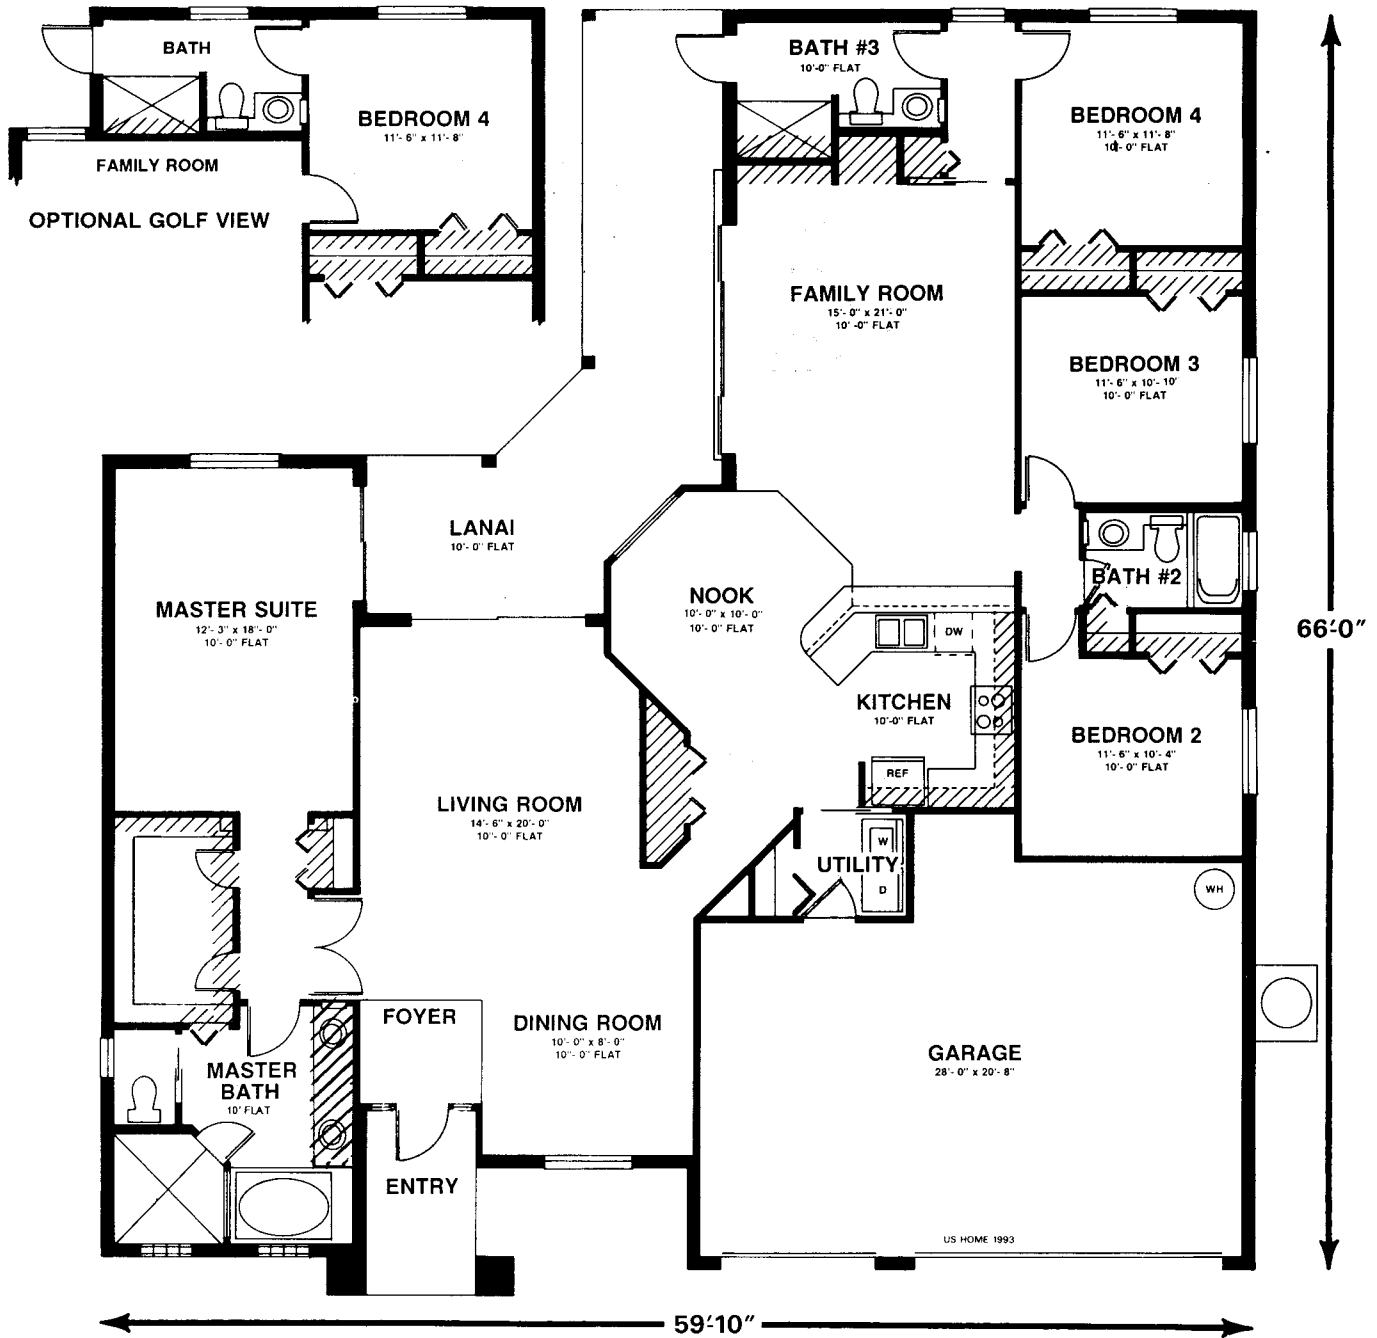 BATH
BEDROOM 4
11'- 6" x 11'- 8"
FAMILY ROOM
OPTIONAL GOLF VIEW
BATH #3
10'-0" FLAT
BEDROOM 4
11'- 6" x 11'- 8"
10'- 0" FLAT
FAMILY ROOM
15'- 0" x 21'- 0"
10' -0" FLAT
BEDROOM 3
11'- 6" x 10'- 10'
10'- 0" FLAT
LANAI
10'- 0" FLAT
BATH #2
NOOK
10'- 0" x 10'- 0"
10'- 0" FLAT
MASTER SUITE
12'- 3" x 18"- 0"
10'- 0" FLAT
DW
66'-0"
KITCHEN
10'-0" FLAT
BEDROOM 2
11'- 6" x 10'- 4"
10'- 0" FLAT
REF
LIVING ROOM
14'- 6" x 20'- 0"
10"- 0" FLAT
W
UTILITY
D
WH
FOYER
DINING ROOM
10'- 0" x 8'- 0"
10"- 0" FLAT
GARAGE
28'- 0" x 20'- 8"
MASTER
BATH
10' FLAT
ENTRY
US HOME 1993
59'-10"